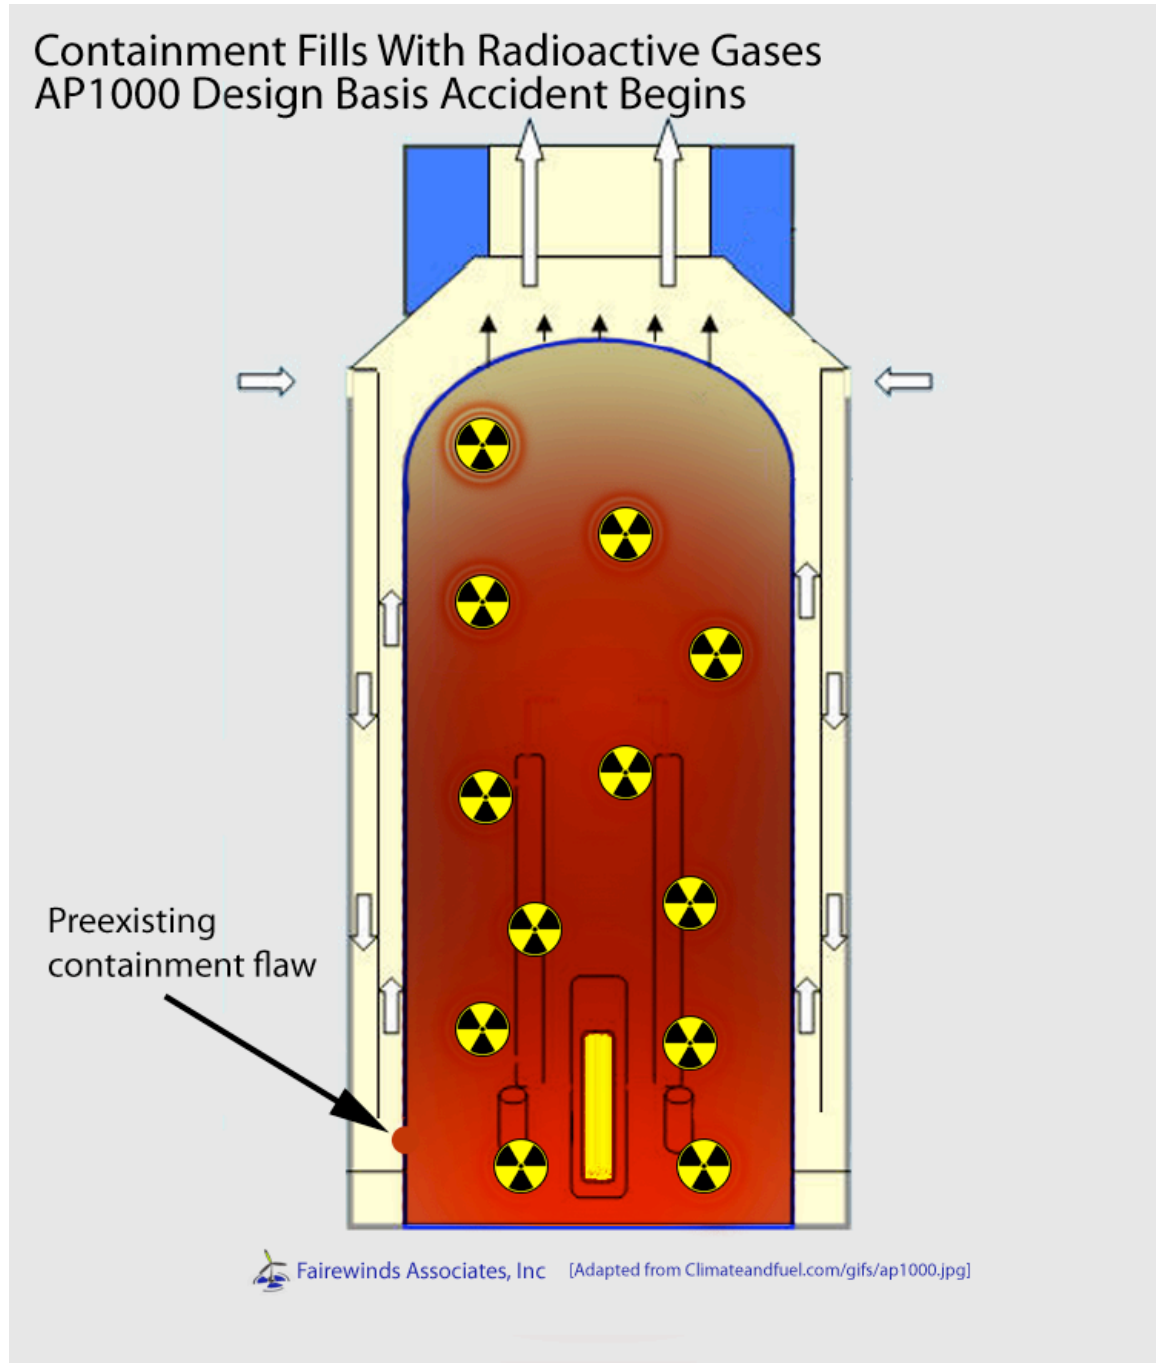 Containment Fills With Radioactive Gases
AP1000 Design Basis Accident Begins
Preexisting
containment flaw
Fairewinds Associates, Inc [Adapted from Climateandfuel.com/gifs/ap1000.jpg]